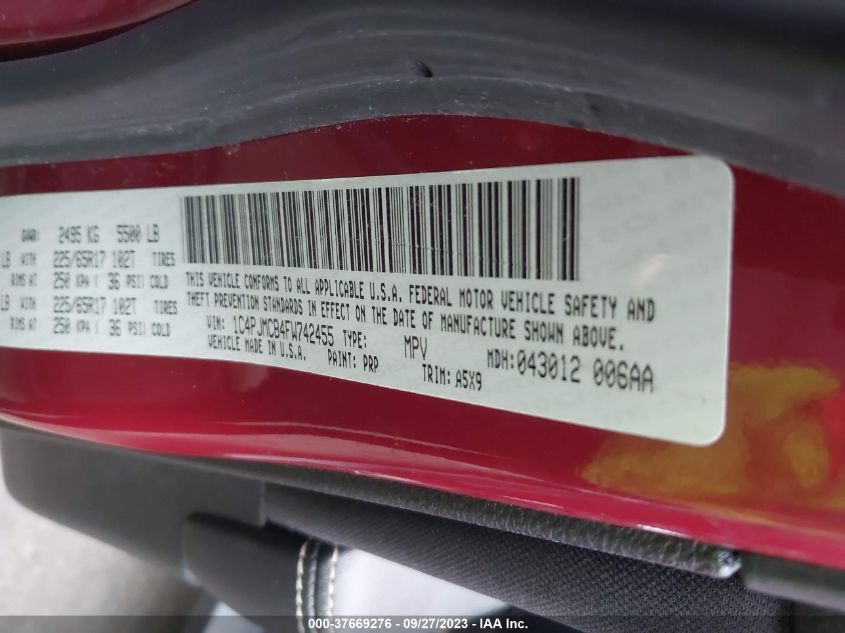 GVWR: 2495 KG 5500 LB
LB WITH 225/65R17 102T TIRES
RIMS AT 250 KPA ( 36 PSI) COLD
LB WITH 225/65R17 102T TIRES
RIMS AT 250 KPA ( 36 PSI) COLD
THIS VEHICLE CONFORMS TO ALL APPLICABLE U.S.A. FEDERAL MOTOR VEHICLE SAFETY AND
THEFT PREVENTION STANDARDS IN EFFECT ON THE DATE OF MANUFACTURE SHOWN ABOVE.
VIN: 1C4PJMCB4FW742455 TYPE: MPV MDH:043012 006AA
VEHICLE MADE IN U.S.A. PAINT: PRP TRIM: A5X9
000-37669276 - 09/27/2023 - IAA Inc.